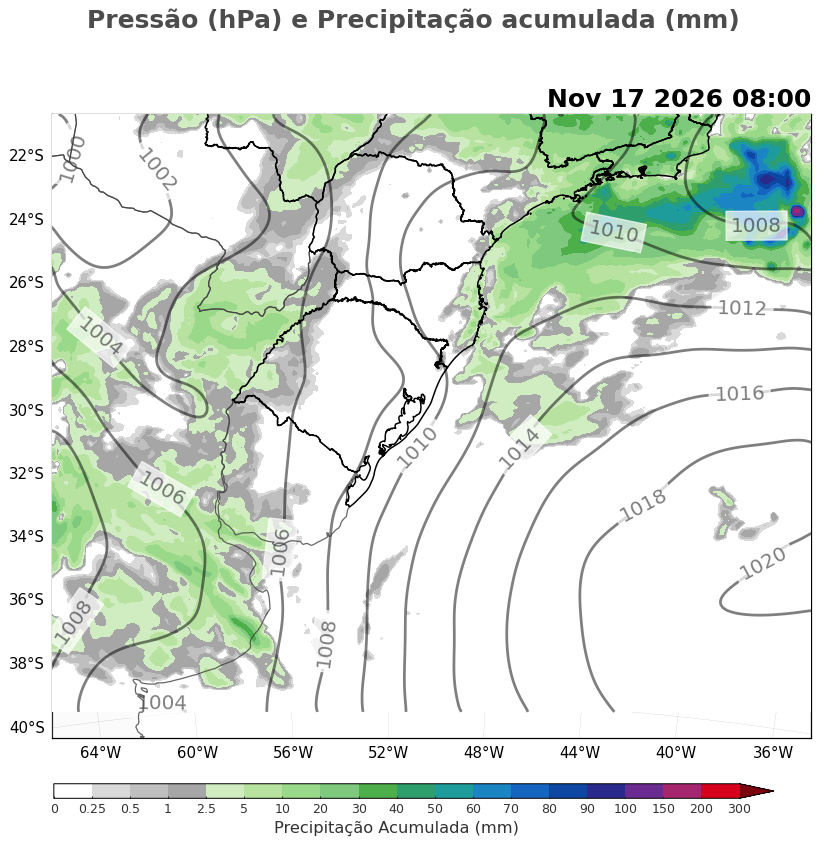 Pressão (hPa) e Precipitação acumulada (mm)
Nov 17 2026 08:00
22°S
24°S
26°S
28°S
30°S
32°S
34°S
36°S
38°S
40°S
1000
1002
1004
1006
1008
1004
1006
1008
1010
1014
1010
1008
1012
1016
1018
1020
64°W 60°W 56°W 52°W 48°W 44°W 40°W 36°W
0 0.25 0.5 1 2.5 5 10 20 30 40 50 60 70 80 90 100 150 200 300
Precipitação Acumulada (mm)